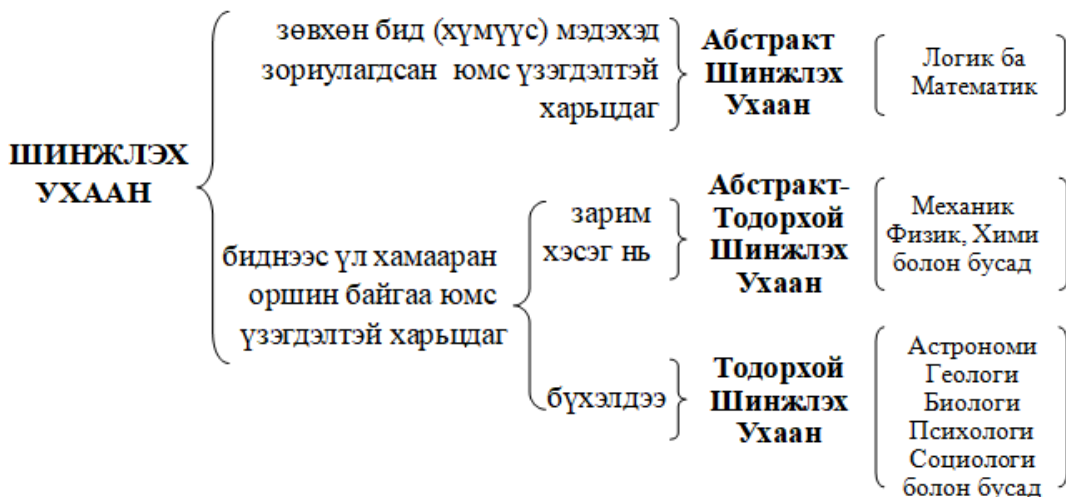 ШИНЖЛЭХ
УХААН
зөвхөн бид (хүмүүс) мэдэхэд
зориулагдсан юмс үзэгдэлтэй
харьцдаг
Абстракт
Шинжлэх
Ухаан
Логик ба
Математик
биднээс үл хамааран
оршин байгаа юмс
үзэгдэлтэй харьцдаг
зарим
хэсэг нь
Абстракт-
Тодорхой
Шинжлэх
Ухаан
Механик
Физик, Хими
болон бусад
бүхэлдээ
Тодорхой
Шинжлэх
Ухаан
Астрономи
Геологи
Биологи
Психологи
Социологи
болон бусад